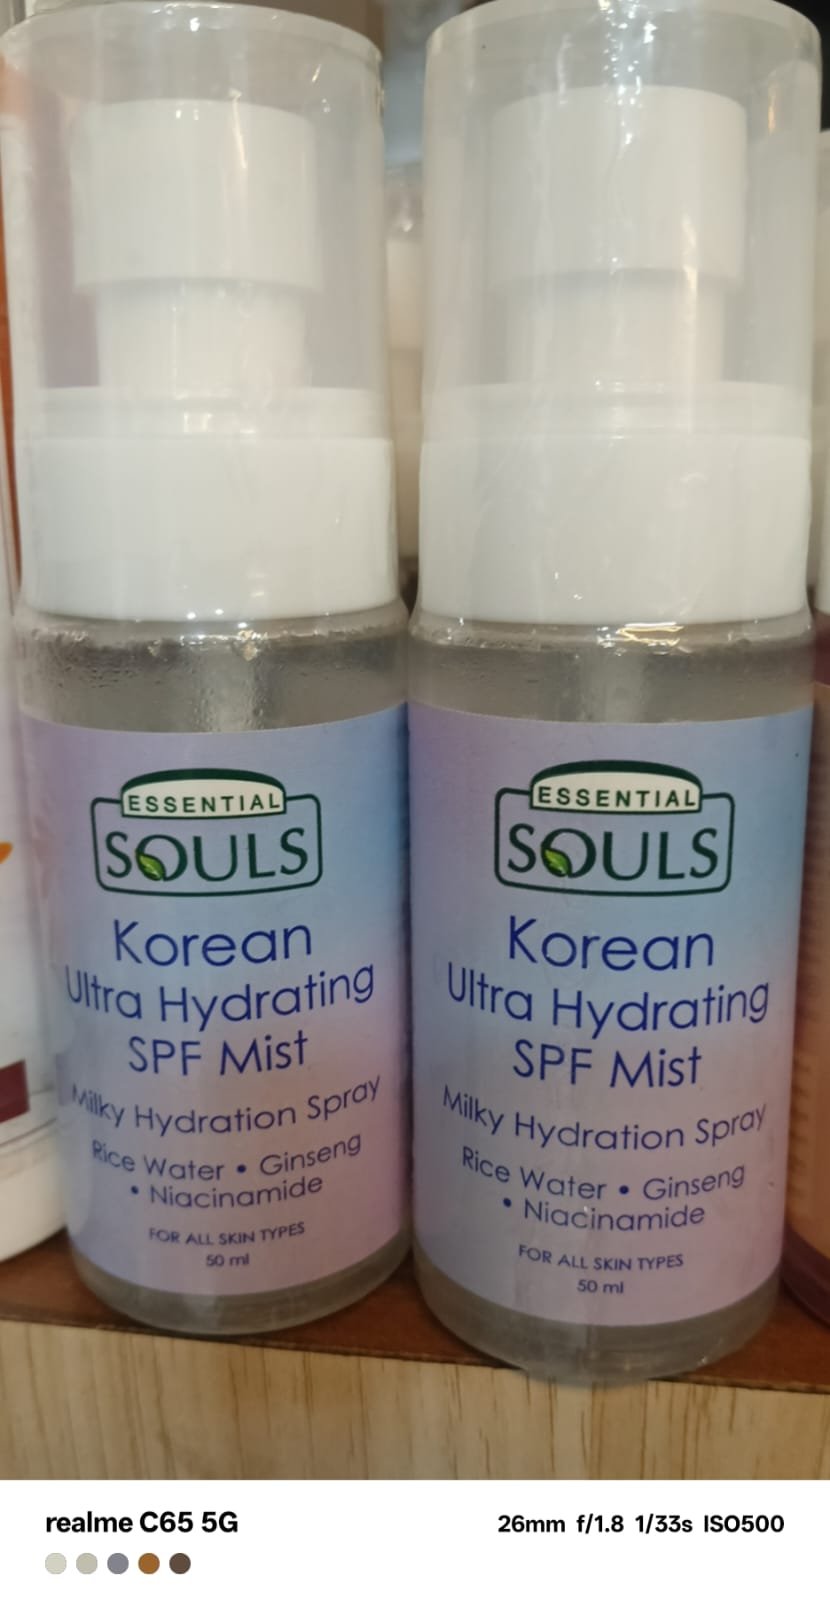 ESSENTIAL
SOULS
Korean
Ultra Hydrating
SPF Mist
Milky Hydration Spray
Rice Water • Ginseng
• Niacinamide
FOR ALL SKIN TYPES
50 ml
ESSENTIAL
SOULS
Korean
Ultra Hydrating
SPF Mist
Milky Hydration Spray
Rice Water • Ginseng
• Niacinamide
FOR ALL SKIN TYPES
50 ml
realme C65 5G
26mm f/1.8 1/33s ISO500